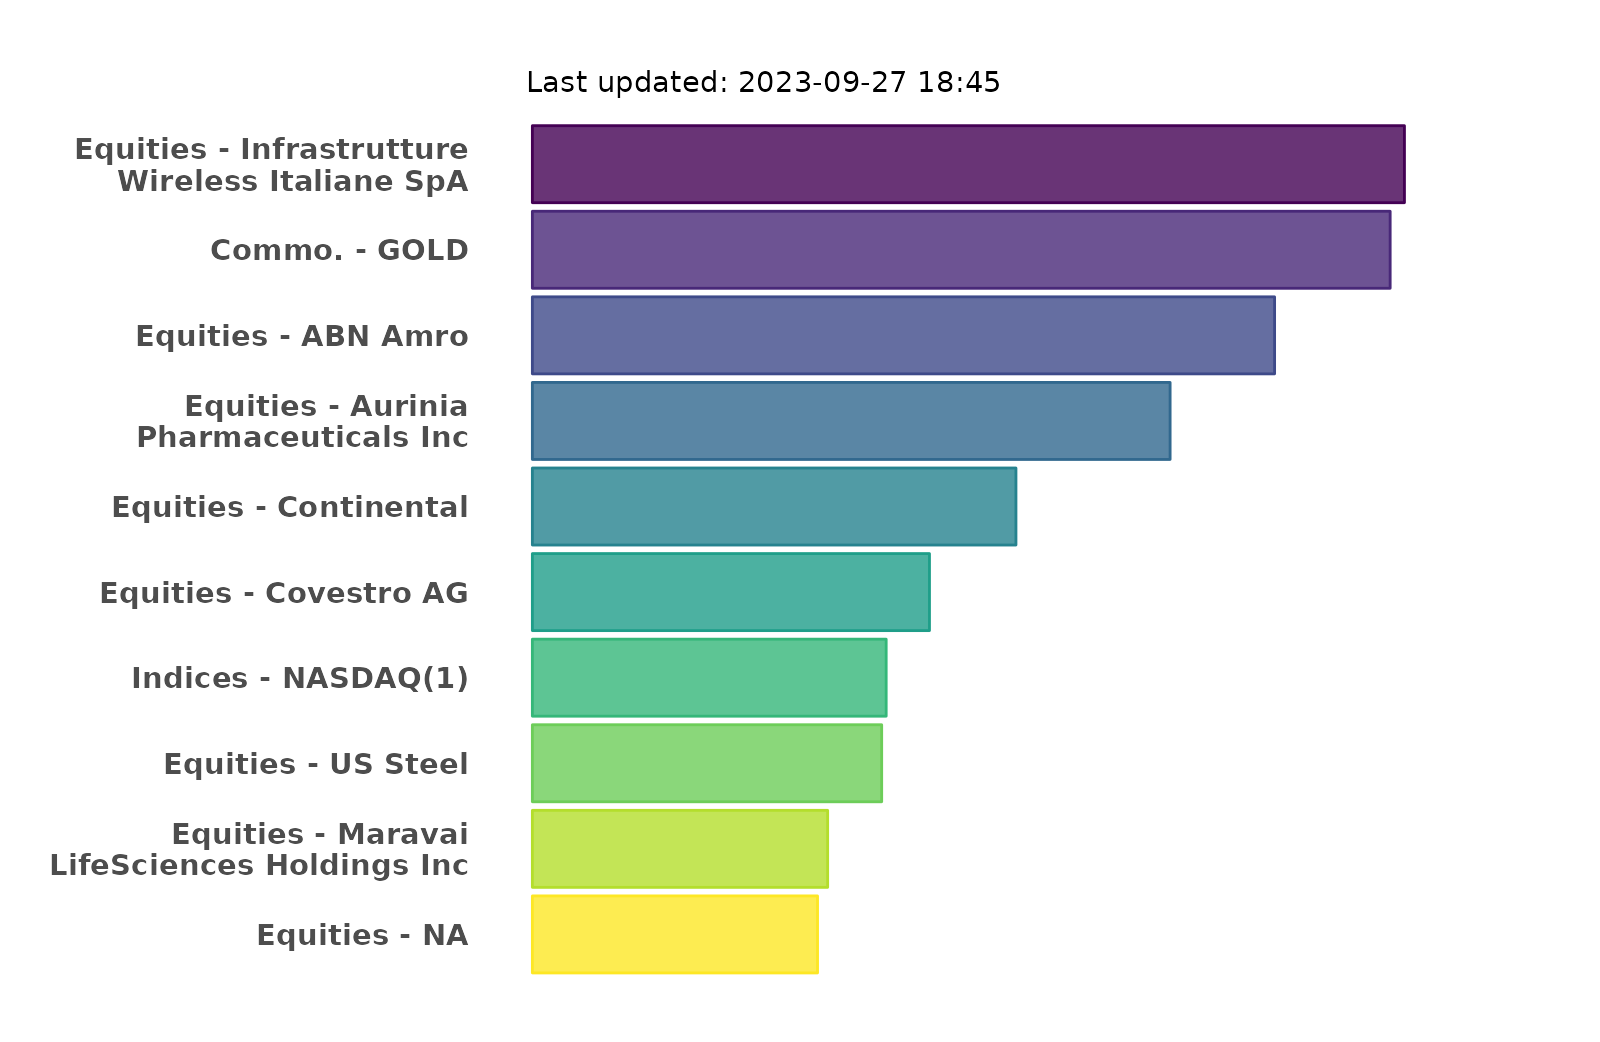 Last updated: 2023-09-27 18:45
Equities - Infrastrutture
Wireless Italiane SpA
Commo. - GOLD
Equities - ABN Amro
Equities - Aurinia
Pharmaceuticals Inc
Equities - Continental
Equities - Covestro AG
Indices - NASDAQ(1)
Equities - US Steel
Equities - Maravai
LifeSciences Holdings Inc
Equities - NA